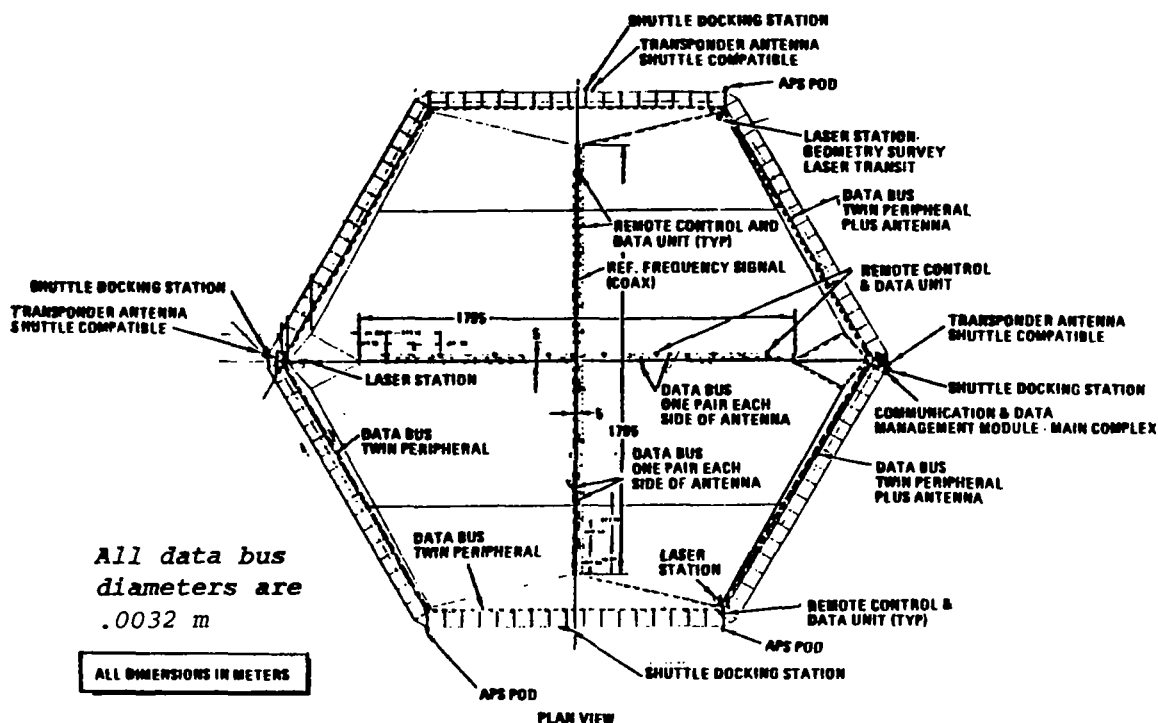 SHUTTLE DOCKING STATION
TRANSPONDER ANTENNA
SHUTTLE COMPATIBLE
APS POD
LASER STATION-
GEOMETRY SURVEY
LASER TRANSIT
DATA BUS
TWIN PERIPHERAL
PLUS ANTENNA
REMOTE CONTROL AND
DATA UNIT (TYP)
REF. FREQUENCY SIGNAL
(COAX)
REMOTE CONTROL
& DATA UNIT
SHUTTLE DOCKING STATION
TRANSPONDER ANTENNA
SHUTTLE COMPATIBLE
1795
TRANSPONDER ANTENNA
SHUTTLE COMPATIBLE
5
LASER STATION
SHUTTLE DOCKING STATION
DATA BUS
ONE PAIR EACH
SIDE OF ANTENNA
COMMUNICATION & DATA
MANAGEMENT MODULE - MAIN COMPLEX
5
1795
DATA BUS
TWIN PERIPHERAL
DATA BUS
ONE PAIR EACH
SIDE OF ANTENNA
DATA BUS
TWIN PERIPHERAL
PLUS ANTENNA
DATA BUS
TWIN PERIPHERAL
LASER
STATION
All data bus
diameters are
.0032 m
REMOTE CONTROL &
DATA UNIT (TYP)
APS POD
ALL DIMENSIONS IN METERS
SHUTTLE DOCKING STATION
APS POD
PLAN VIEW